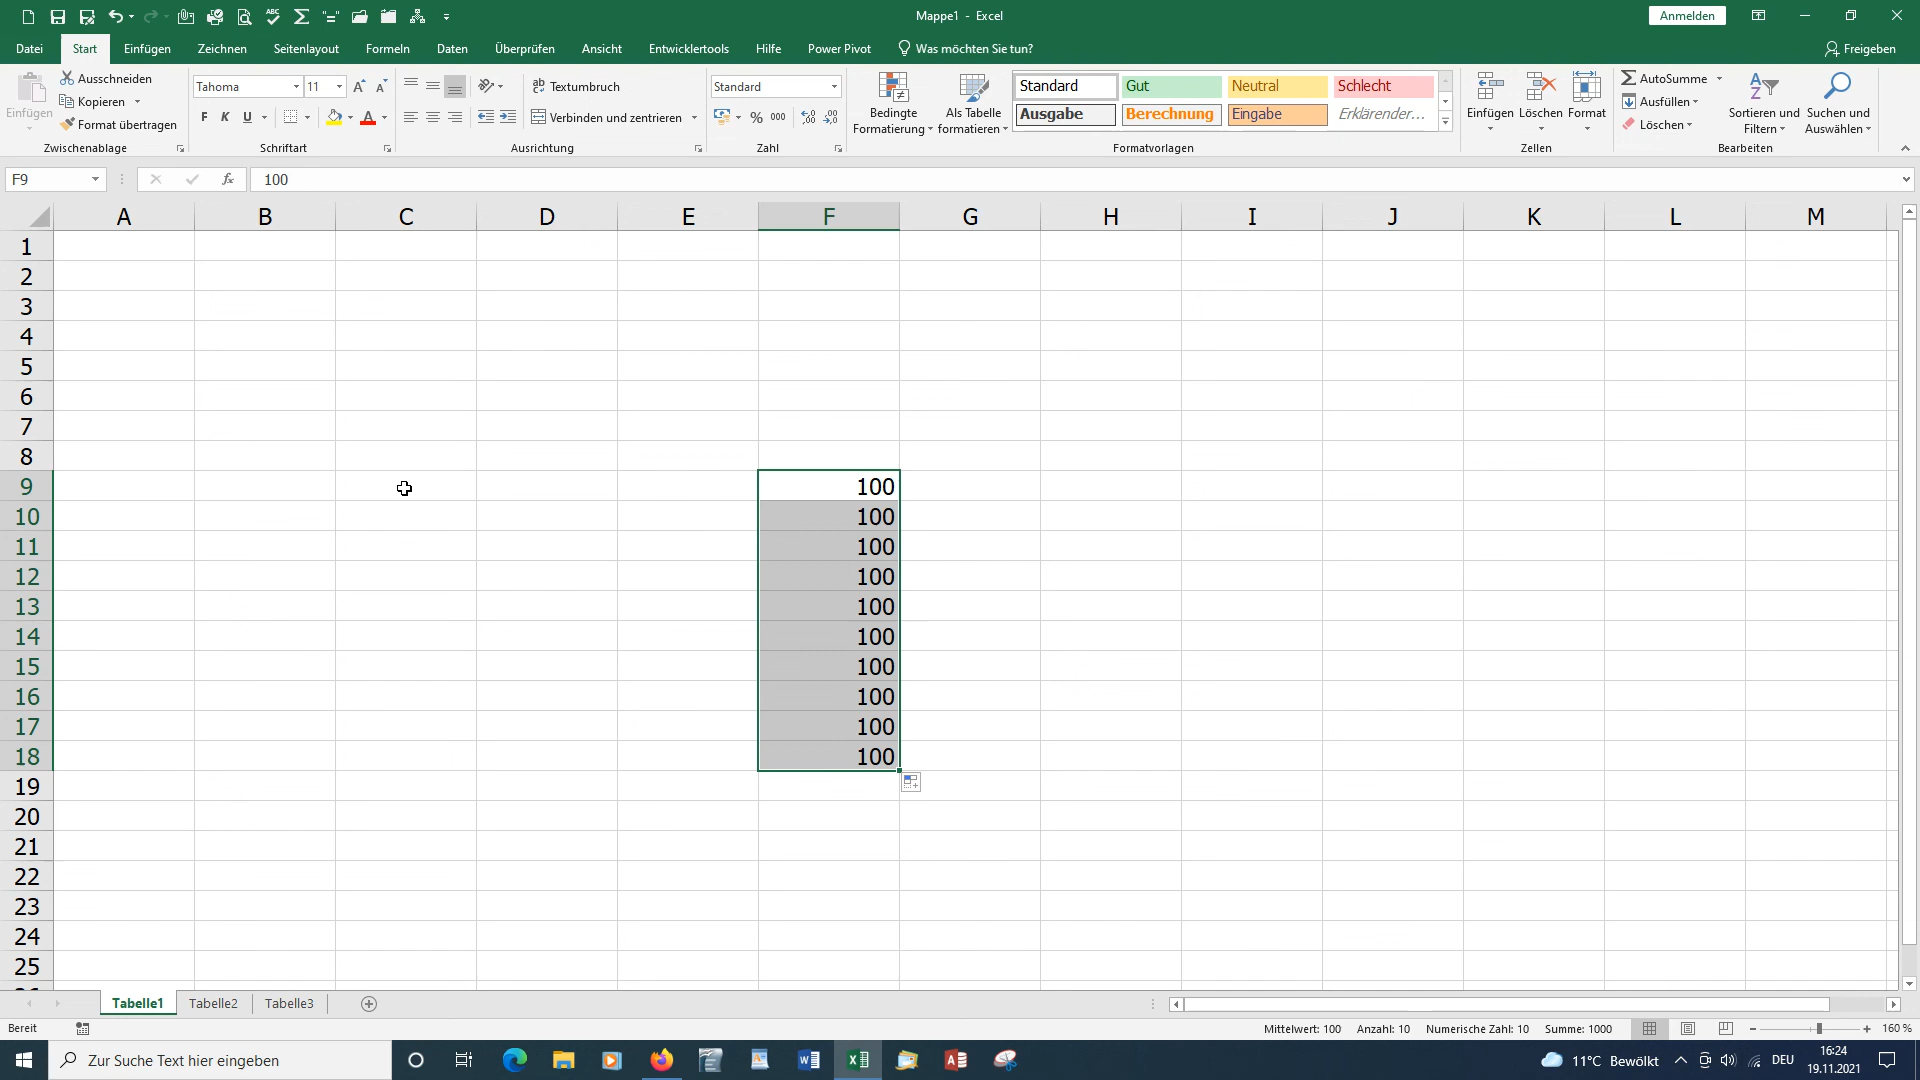 Mappe1 - Excel
Anmelden
Datei Start Einfügen Zeichnen Seitenlayout Formeln Daten Überprüfen Ansicht Entwicklertools Hilfe Power Pivot Was möchten Sie tun? Freigeben
Einfügen
Ausschneiden
Kopieren
Format übertragen
Zwischenablage
Tahoma 11
F K U
Schriftart
Textumbruch
Verbinden und zentrieren
Ausrichtung
Standard
% 000
Zahl
Bedingte Formatierung
Als Tabelle formatieren
Standard Gut Neutral Schlecht
Ausgabe Berechnung Eingabe Erklärender...
Formatvorlagen
Einfügen Löschen Format
Zellen
AutoSumme
Ausfüllen
Löschen
Sortieren und Filtern
Suchen und Auswählen
Bearbeiten
F9 fx 100
A B C D E F G H I J K L M
1
2
3
4
5
6
7
8
9 100
10 100
11 100
12 100
13 100
14 100
15 100
16 100
17 100
18 100
19
20
21
22
23
24
25
Tabelle1 Tabelle2 Tabelle3
Bereit Mittelwert: 100 Anzahl: 10 Numerische Zahl: 10 Summe: 1000 160 %
Zur Suche Text hier eingeben
11°C Bewölkt DEU 16:24
19.11.2021